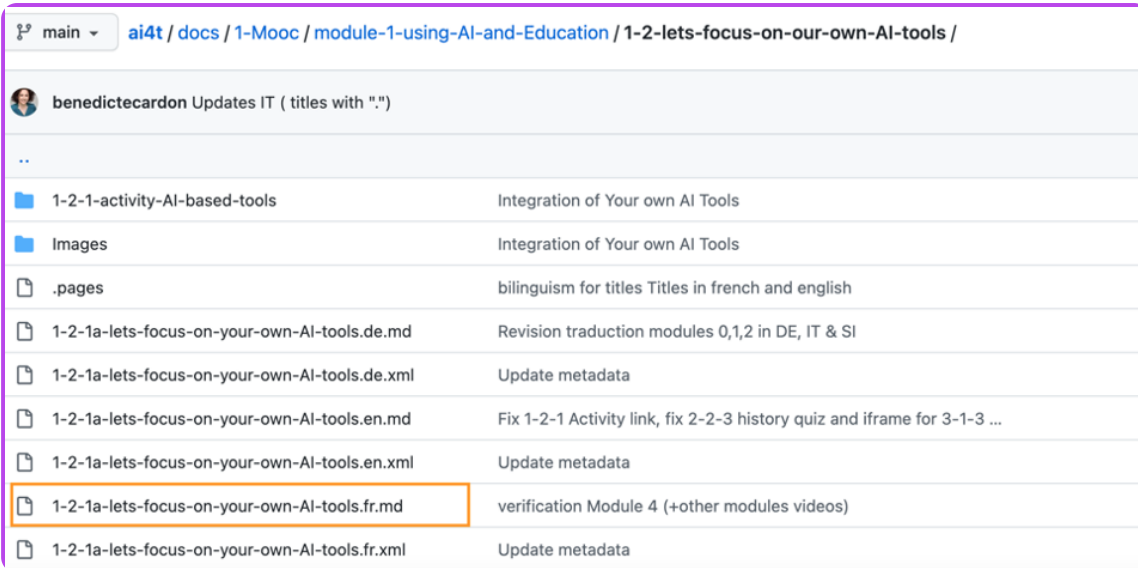 main
ai4t / docs / 1-Mooc / module-1-using-AI-and-Education / 1-2-lets-focus-on-our-own-AI-tools /
benedictecardon Updates IT ( titles with ".")
..
1-2-1-activity-AI-based-tools Integration of Your own AI Tools
Images Integration of Your own AI Tools
.pages bilinguism for titles Titles in french and english
1-2-1a-lets-focus-on-your-own-AI-tools.de.md Revision traduction modules 0,1,2 in DE, IT & SI
1-2-1a-lets-focus-on-your-own-AI-tools.de.xml Update metadata
1-2-1a-lets-focus-on-your-own-AI-tools.en.md Fix 1-2-1 Activity link, fix 2-2-3 history quiz and iframe for 3-1-3 ...
1-2-1a-lets-focus-on-your-own-AI-tools.en.xml Update metadata
1-2-1a-lets-focus-on-your-own-AI-tools.fr.md verification Module 4 (+other modules videos)
1-2-1a-lets-focus-on-your-own-AI-tools.fr.xml Update metadata